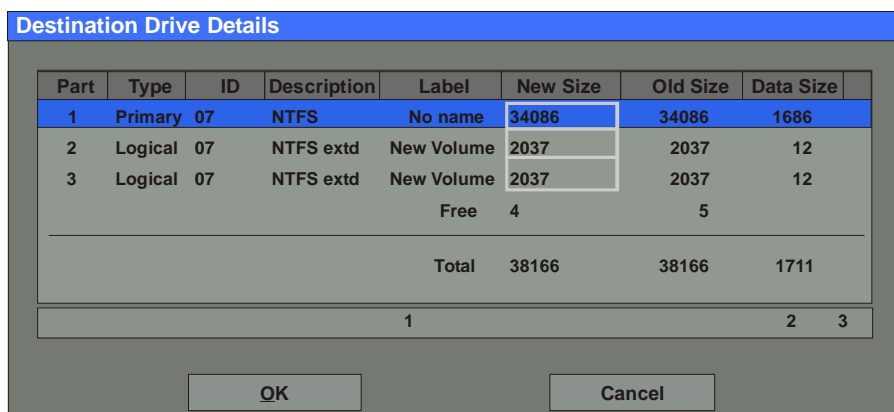 Destination Drive Details
Part Type ID Description Label New Size Old Size Data Size
1 Primary 07 NTFS No name 34086 34086 1686
2 Logical 07 NTFS extd New Volume 2037 2037 12
3 Logical 07 NTFS extd New Volume 2037 2037 12
Free 4 5
Total 38166 38166 1711
1 2 3
OK Cancel